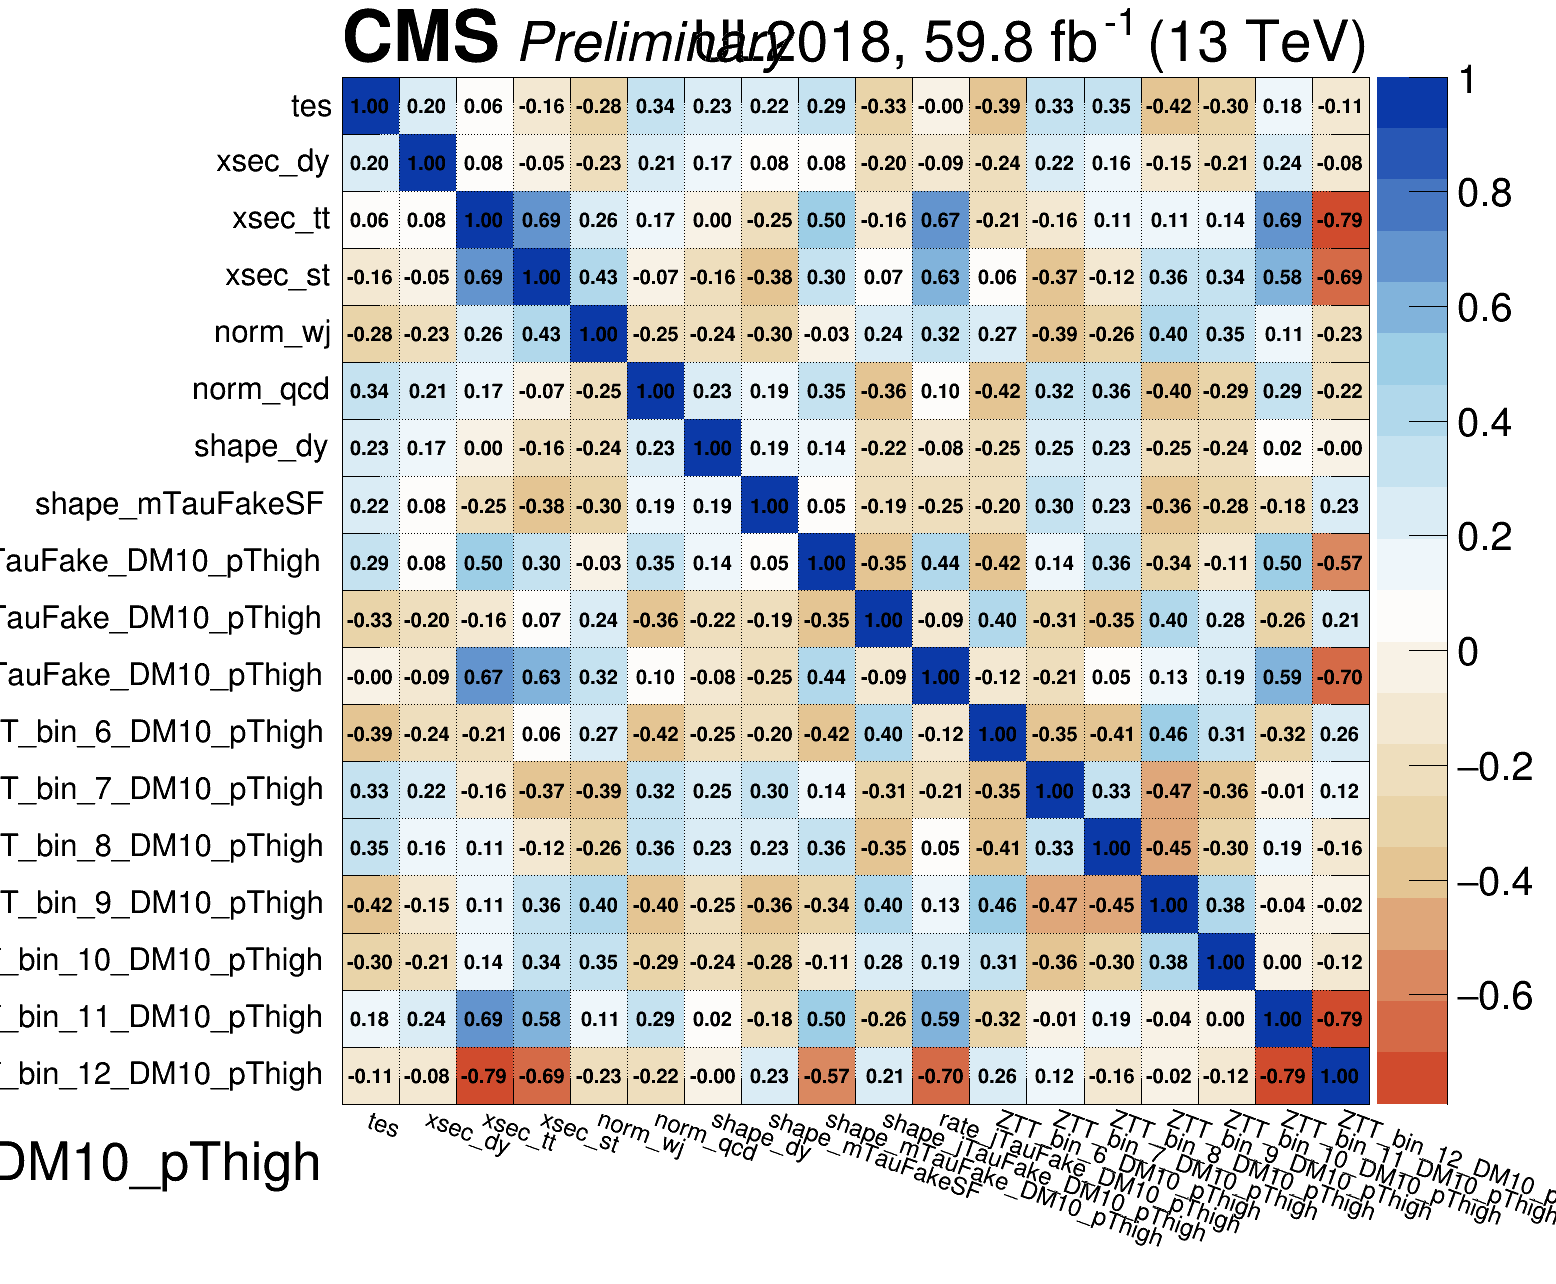 CMS Preliminary UL2018, 59.8 fb-1 (13 TeV)
tes 1.00 0.20 0.06 -0.16 -0.28 0.34 0.23 0.22 0.29 -0.33 -0.00 -0.39 0.33 0.35 -0.42 -0.30 0.18 -0.11
xsec_dy 0.20 1.00 0.08 -0.05 -0.23 0.21 0.17 0.08 0.08 -0.20 -0.09 -0.24 0.22 0.16 -0.15 -0.21 0.24 -0.08
xsec_tt 0.06 0.08 1.00 0.69 0.26 0.17 0.00 -0.25 0.50 -0.16 0.67 -0.21 -0.16 0.11 0.11 0.14 0.69 -0.79
xsec_st -0.16 -0.05 0.69 1.00 0.43 -0.07 -0.16 -0.38 0.30 0.07 0.63 0.06 -0.37 -0.12 0.36 0.34 0.58 -0.69
norm_wj -0.28 -0.23 0.26 0.43 1.00 -0.25 -0.24 -0.30 -0.03 0.24 0.32 0.27 -0.39 -0.26 0.40 0.35 0.11 -0.23
norm_qcd 0.34 0.21 0.17 -0.07 -0.25 1.00 0.23 0.19 0.35 -0.36 0.10 -0.42 0.32 0.36 -0.40 -0.29 0.29 -0.22
shape_dy 0.23 0.17 0.00 -0.16 -0.24 0.23 1.00 0.19 0.14 -0.22 -0.08 -0.25 0.25 0.23 -0.25 -0.24 0.02 -0.00
shape_mTauFakeSF 0.22 0.08 -0.25 -0.38 -0.30 0.19 0.19 1.00 0.05 -0.19 -0.25 -0.20 0.30 0.23 -0.36 -0.28 -0.18 0.23
TauFake_DM10_pThigh 0.29 0.08 0.50 0.30 -0.03 0.35 0.14 0.05 1.00 -0.35 0.44 -0.42 0.14 0.36 -0.34 -0.11 0.50 -0.57
TauFake_DM10_pThigh -0.33 -0.20 -0.16 0.07 0.24 -0.36 -0.22 -0.19 -0.35 1.00 -0.09 0.40 -0.31 -0.35 0.40 0.28 -0.26 0.21
TauFake_DM10_pThigh -0.00 -0.09 0.67 0.63 0.32 0.10 -0.08 -0.25 0.44 -0.09 1.00 -0.12 -0.21 0.05 0.13 0.19 0.59 -0.70
T_bin_6_DM10_pThigh -0.39 -0.24 -0.21 0.06 0.27 -0.42 -0.25 -0.20 -0.42 0.40 -0.12 1.00 -0.35 -0.41 0.46 0.31 -0.32 0.26
T_bin_7_DM10_pThigh 0.33 0.22 -0.16 -0.37 -0.39 0.32 0.25 0.30 0.14 -0.31 -0.21 -0.35 1.00 0.33 -0.47 -0.36 -0.01 0.12
T_bin_8_DM10_pThigh 0.35 0.16 0.11 -0.12 -0.26 0.36 0.23 0.23 0.36 -0.35 0.05 -0.41 0.33 1.00 -0.45 -0.30 0.19 -0.16
T_bin_9_DM10_pThigh -0.42 -0.15 0.11 0.36 0.40 -0.40 -0.25 -0.36 -0.34 0.40 0.13 0.46 -0.47 -0.45 1.00 0.38 -0.04 -0.02
_bin_10_DM10_pThigh -0.30 -0.21 0.14 0.34 0.35 -0.29 -0.24 -0.28 -0.11 0.28 0.19 0.31 -0.36 -0.30 0.38 1.00 0.00 -0.12
_bin_11_DM10_pThigh 0.18 0.24 0.69 0.58 0.11 0.29 0.02 -0.18 0.50 -0.26 0.59 -0.32 -0.01 0.19 -0.04 0.00 1.00 -0.79
_bin_12_DM10_pThigh -0.11 -0.08 -0.79 -0.69 -0.23 -0.22 -0.00 0.23 -0.57 0.21 -0.70 0.26 0.12 -0.16 -0.02 -0.12 -0.79 1.00
1
0.8
0.6
0.4
0.2
0
−0.2
−0.4
−0.6
tes
xsec_dy
xsec_tt
xsec_st
norm_wj
norm_qcd
shape_dy
shape_mTauFakeSF
shape_mTauFake_DM10_pThigh
shape_jTauFake_DM10_pThigh
rate_jTauFake_DM10_pThigh
ZTT_bin_6_DM10_pThigh
ZTT_bin_7_DM10_pThigh
ZTT_bin_8_DM10_pThigh
ZTT_bin_9_DM10_pThigh
ZTT_bin_10_DM10_pThigh
ZTT_bin_11_DM10_pThigh
ZTT_bin_12_DM10_p
DM10_pThigh